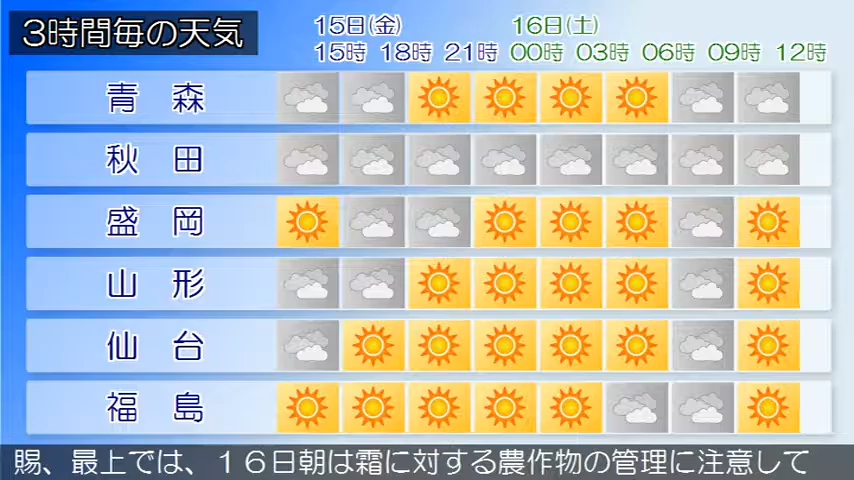 3時間毎の天気
15日(金) 16日(土)
15時 18時 21時 00時 03時 06時 09時 12時
青森
秋田
盛岡
山形
仙台
福島
賜、最上では、１６日朝は霜に対する農作物の管理に注意して